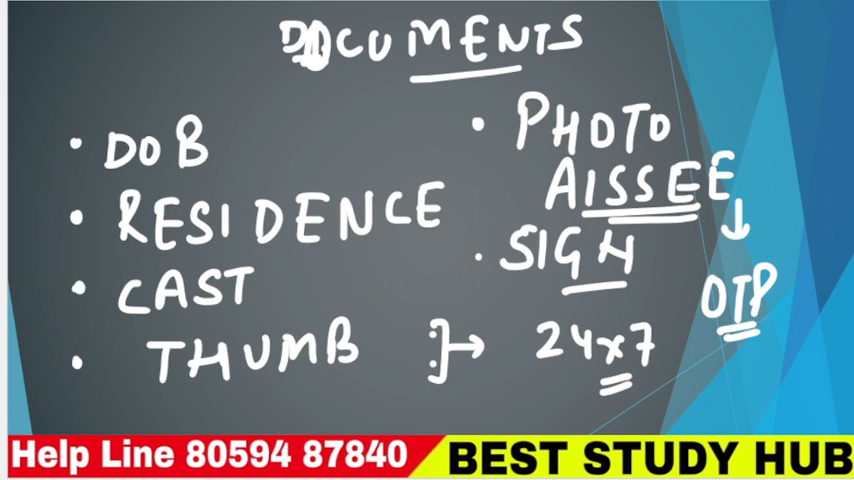 DOCUMENTS
• DOB
• RESIDENCE
• CAST
• THUMB
• PHOTO
AISSEE
↓
OTP
• SIGN
→ 24x7
Help Line 80594 87840
BEST STUDY HUB